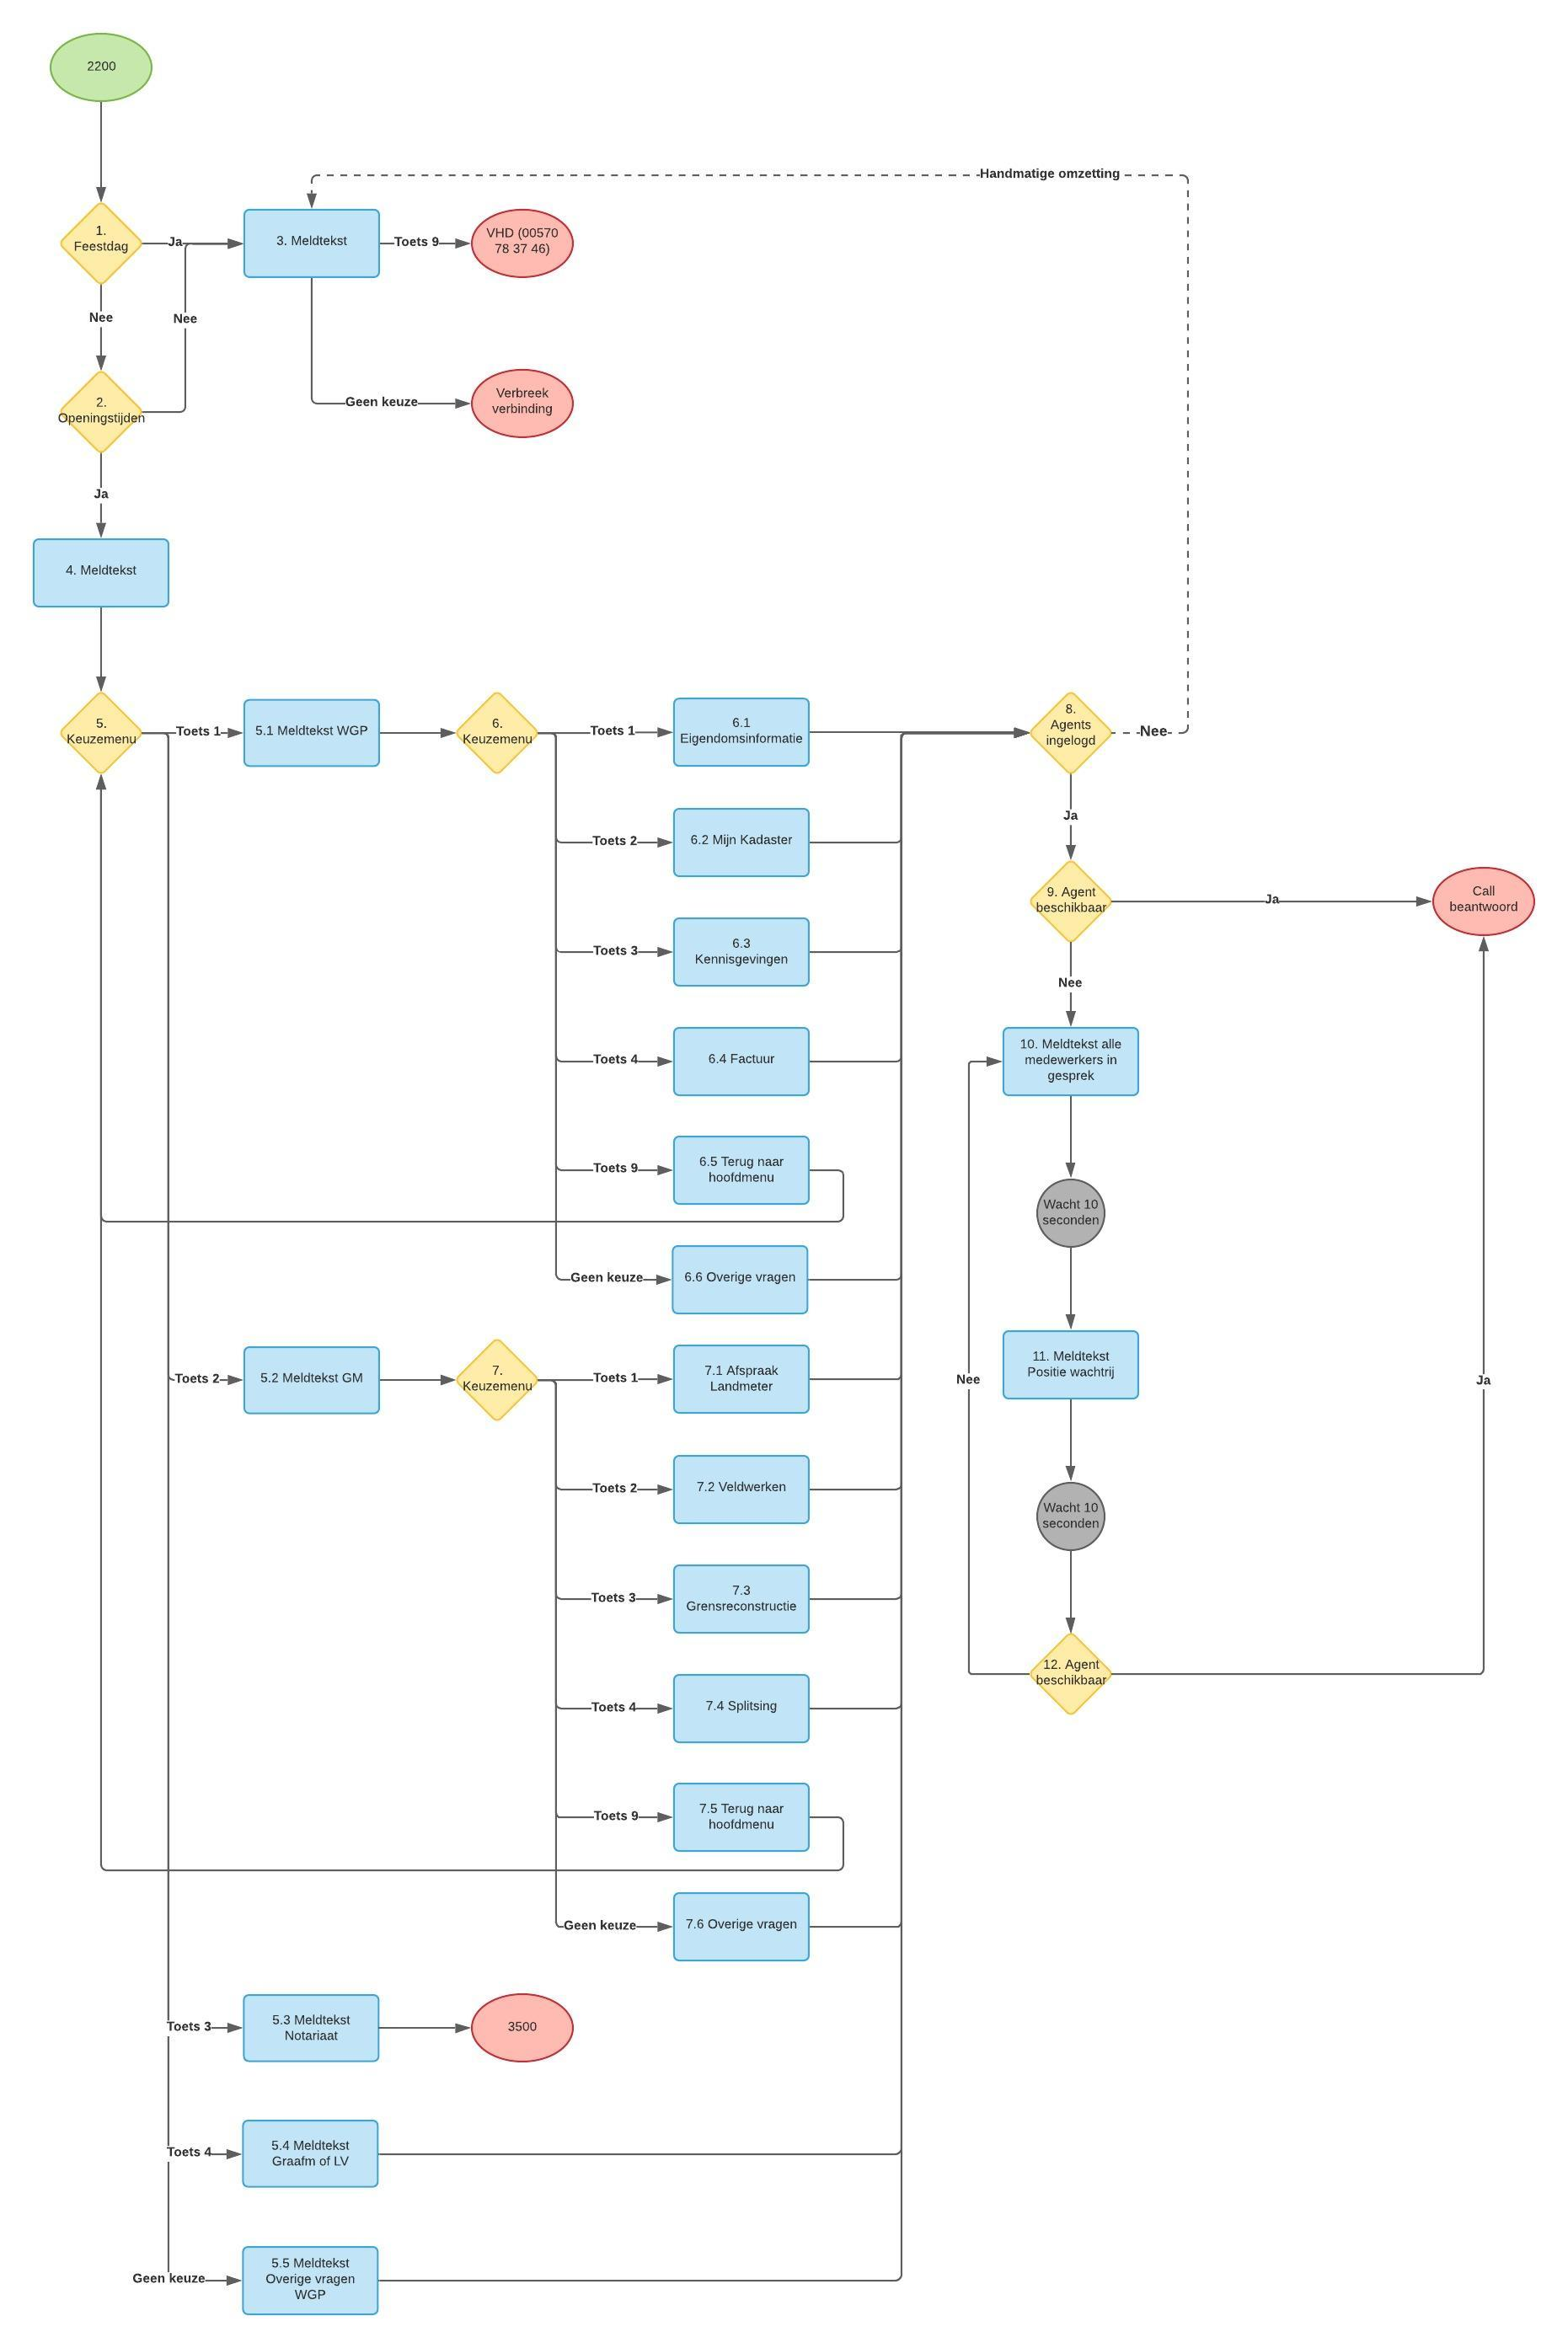 2200
Handmatige omzetting
1.
Feestdag
Ja
3. Meldtekst
Toets 9
VHD (00570
78 37 46)
Nee
Nee
2.
Openingstijden
Geen keuze
Verbreek
verbinding
Ja
4. Meldtekst
5.
Keuzemenu
Toets 1
5.1 Meldtekst WGP
6.
Keuzemenu
Toets 1
6.1
Eigendomsinformatie
8.
Agents
ingelogd
Nee
Toets 2
6.2 Mijn Kadaster
Ja
9. Agent
beschikbaar
Ja
Call
beantwoord
Toets 3
6.3
Kennisgevingen
Nee
Toets 4
6.4 Factuur
10. Meldtekst alle
medewerkers in
gesprek
Toets 9
6.5 Terug naar
hoofdmenu
Wacht 10
seconden
Geen keuze
6.6 Overige vragen
Toets 2
5.2 Meldtekst GM
7.
Keuzemenu
Toets 1
7.1 Afspraak
Landmeter
11. Meldtekst
Positie wachtrij
Nee
Ja
Toets 2
7.2 Veldwerken
Wacht 10
seconden
Toets 3
7.3
Grensreconstructie
Toets 4
7.4 Splitsing
12. Agent
beschikbaar
Toets 9
7.5 Terug naar
hoofdmenu
Geen keuze
7.6 Overige vragen
Toets 3
5.3 Meldtekst
Notariaat
3500
Toets 4
5.4 Meldtekst
Graafm of LV
Geen keuze
5.5 Meldtekst
Overige vragen
WGP